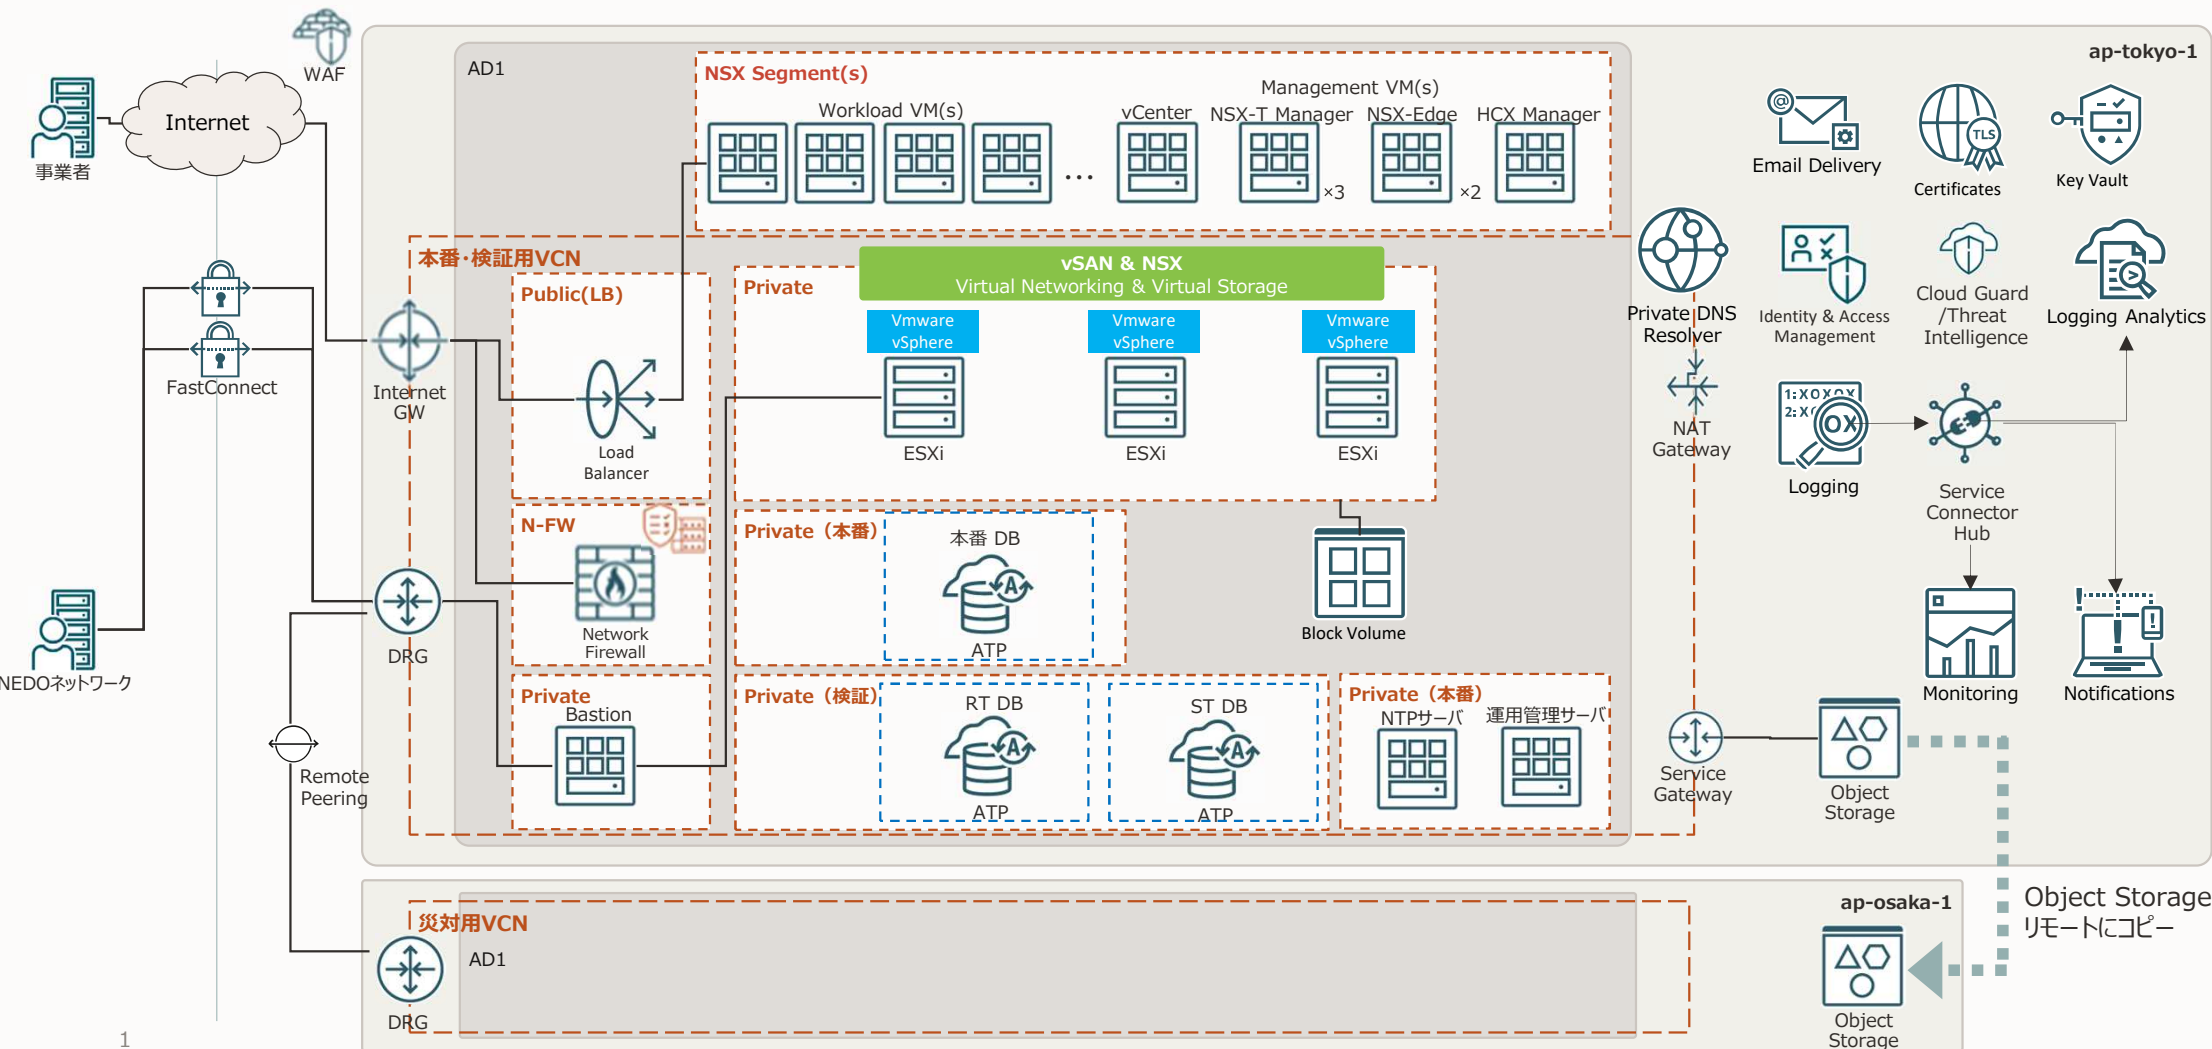 WAF
事業者
Internet
FastConnect
NEDOネットワーク
Remote
Peering
ap-tokyo-1
AD1
NSX Segment(s)
Workload VM(s)
...
Management VM(s)
vCenter
NSX-T Manager
×3
NSX-Edge
×2
HCX Manager
本番・検証用VCN
Internet
GW
DRG
Public(LB)
Load
Balancer
N-FW
Network
Firewall
Private
Bastion
Private
vSAN & NSX
Virtual Networking & Virtual Storage
Vmware
vSphere
ESXi
Vmware
vSphere
ESXi
Vmware
vSphere
ESXi
Private（本番）
本番 DB
A
ATP
Block Volume
Private（検証）
RT DB
A
ATP
ST DB
A
ATP
Private（本番）
NTPサーバ
運用管理サーバ
Private DNS
Resolver
NAT
Gateway
Service
Gateway
@
Email Delivery
TLS
Certificates
Key Vault
Identity & Access
Management
Cloud Guard
/Threat
Intelligence
Logging Analytics
1:XOXOX
2:X
OX
Logging
Service
Connector
Hub
Monitoring
Notifications
Object
Storage
Object Storage
リモートにコピー
ap-osaka-1
災対用VCN
AD1
DRG
Object
Storage
1